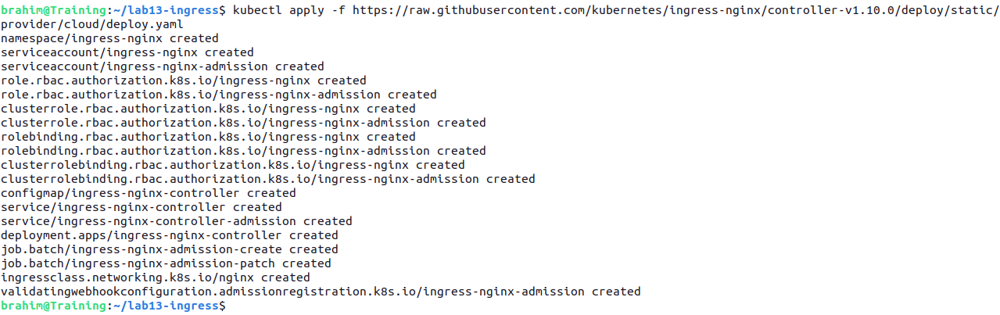 brahim@Training:~/lab13-ingress$ kubectl apply -f https://raw.githubusercontent.com/kubernetes/ingress-nginx/controller-v1.10.0/deploy/static/
provider/cloud/deploy.yaml
namespace/ingress-nginx created
serviceaccount/ingress-nginx created
serviceaccount/ingress-nginx-admission created
role.rbac.authorization.k8s.io/ingress-nginx created
role.rbac.authorization.k8s.io/ingress-nginx-admission created
clusterrole.rbac.authorization.k8s.io/ingress-nginx created
clusterrole.rbac.authorization.k8s.io/ingress-nginx-admission created
rolebinding.rbac.authorization.k8s.io/ingress-nginx created
rolebinding.rbac.authorization.k8s.io/ingress-nginx-admission created
clusterrolebinding.rbac.authorization.k8s.io/ingress-nginx created
clusterrolebinding.rbac.authorization.k8s.io/ingress-nginx-admission created
configmap/ingress-nginx-controller created
service/ingress-nginx-controller created
service/ingress-nginx-controller-admission created
deployment.apps/ingress-nginx-controller created
job.batch/ingress-nginx-admission-create created
job.batch/ingress-nginx-admission-patch created
ingressclass.networking.k8s.io/nginx created
validatingwebhookconfiguration.admissionregistration.k8s.io/ingress-nginx-admission created
brahim@Training:~/lab13-ingress$